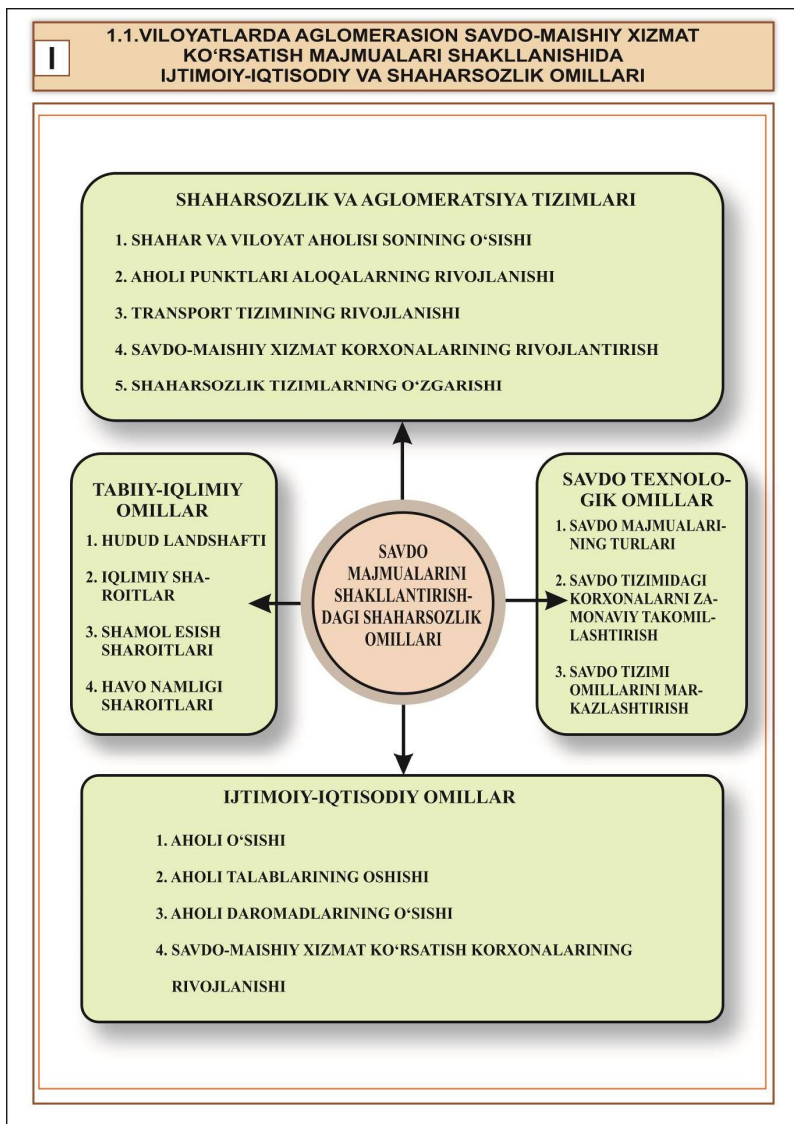 I
1.1.VILOYATLARDA AGLOMERASION SAVDO-MAISHIY XIZMAT
KO‘RSATISH MAJMUALARI SHAKLLANISHIDA
IJTIMOIY-IQTISODIY VA SHAHARSOZLIK OMILLARI
SHAHARSOZLIK VA AGLOMERATSIYA TIZIMLARI
1. SHAHAR VA VILOYAT AHOLISI SONINING O‘SISHI
2. AHOLI PUNKTLARI ALOQALARNING RIVOJLANISHI
3. TRANSPORT TIZIMINING RIVOJLANISHI
4. SAVDO-MAISHIY XIZMAT KORXONALARINING RIVOJLANTIRISH
5. SHAHARSOZLIK TIZIMLARNING O‘ZGARISHI
TABIIY-IQLIMIY
OMILLAR
1. HUDUD LANDSHAFTI
2. IQLIMIY SHA-
ROITLAR
3. SHAMOL ESISH
SHAROITLARI
4. HAVO NAMLIGI
SHAROITLARI
SAVDO
MAJMUALARINI
SHAKLLANTIRISH-
DAGI SHAHARSOZLIK
OMILLARI
SAVDO TEXNOLO-
GIK OMILLAR
1. SAVDO MAJMUALARI-
NING TURLARI
2. SAVDO TIZIMIDAGI
KORXONALARNI ZA-
MONAVIY TAKOMIL-
LASHTIRISH
3. SAVDO TIZIMI
OMILLARINI MAR-
KAZLASHTIRISH
IJTIMOIY-IQTISODIY OMILLAR
1. AHOLI O‘SISHI
2. AHOLI TALABLARINING OSHISHI
3. AHOLI DAROMADLARINING O‘SISHI
4. SAVDO-MAISHIY XIZMAT KO‘RSATISH KORXONALARINING
RIVOJLANISHI